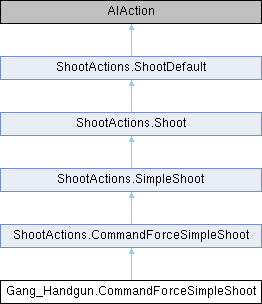 AIAction
ShootActions.ShootDefault
ShootActions.Shoot
ShootActions.SimpleShoot
ShootActions.CommandForceSimpleShoot
Gang_Handgun.CommandForceSimpleShoot